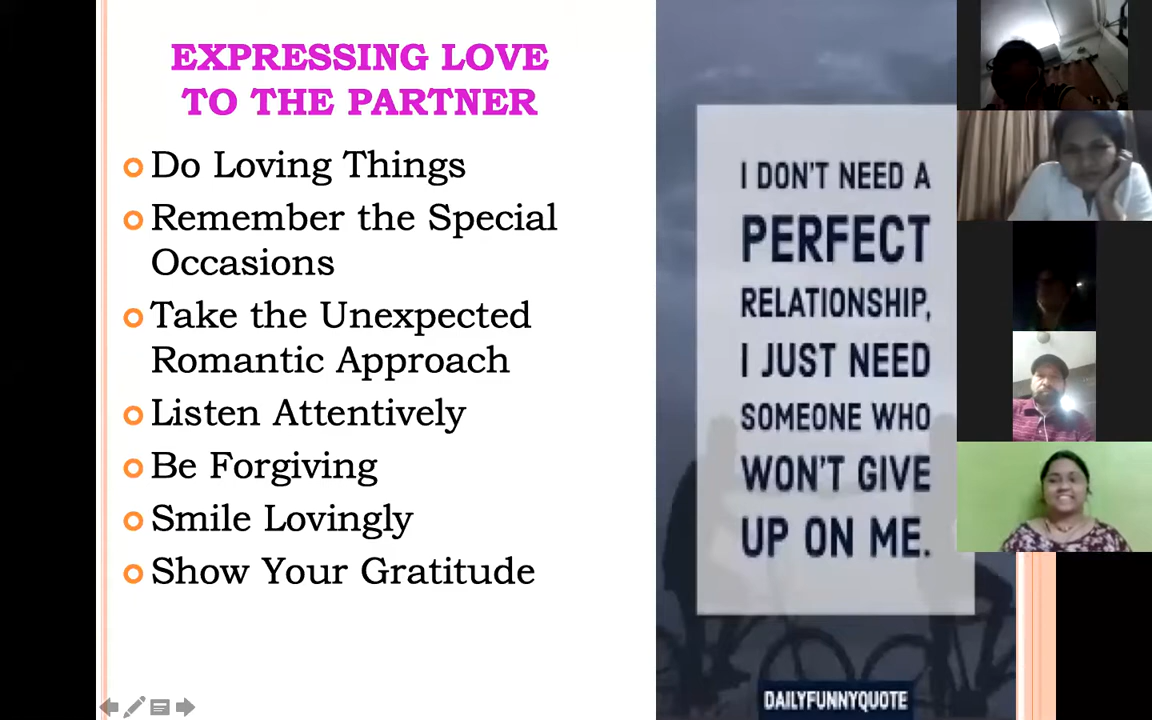 EXPRESSING LOVE
TO THE PARTNER
Do Loving Things
Remember the Special
Occasions
Take the Unexpected
Romantic Approach
Listen Attentively
Be Forgiving
Smile Lovingly
Show Your Gratitude
I DON'T NEED A
PERFECT
RELATIONSHIP,
I JUST NEED
SOMEONE WHO
WON'T GIVE
UP ON ME.
DAILYFUNNYQUOTE